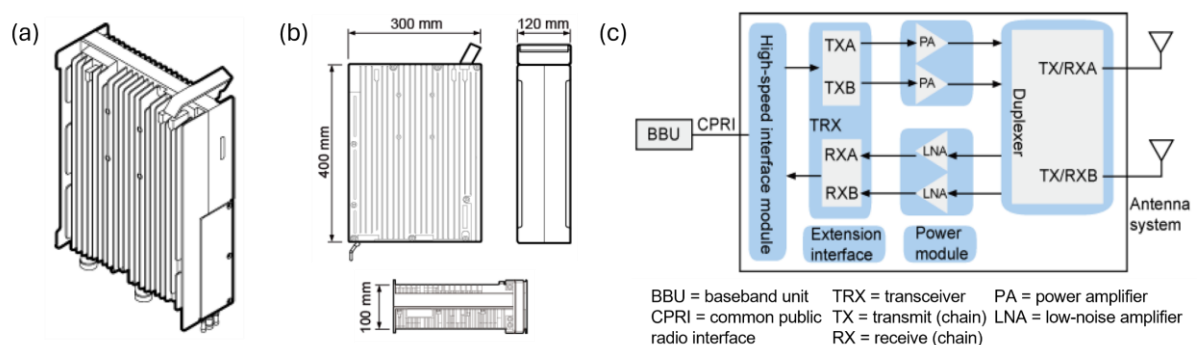 (a)
(b)
300 mm
120 mm
400 mm
100 mm
(c)
BBU
CPRI
High-speed interface module
TXA
TXB
TRX
RXA
RXB
Extension
interface
PA
PA
LNA
LNA
Power
module
Duplexer
TX/RXA
TX/RXB
Antenna
system
BBU = baseband unit
TRX = transceiver
PA = power amplifier
CPRI = common public
TX = transmit (chain)
LNA = low-noise amplifier
radio interface
RX = receive (chain)